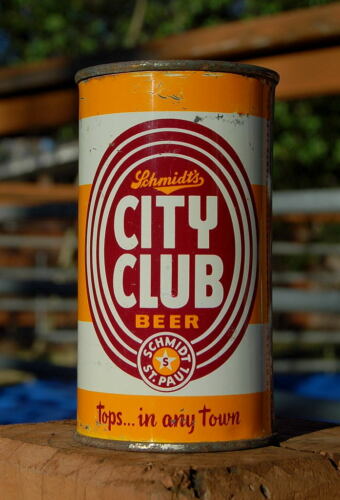 Schmidt's
CITY
CLUB
BEER
SCHMIDT
S
ST. PAUL
tops... in any town